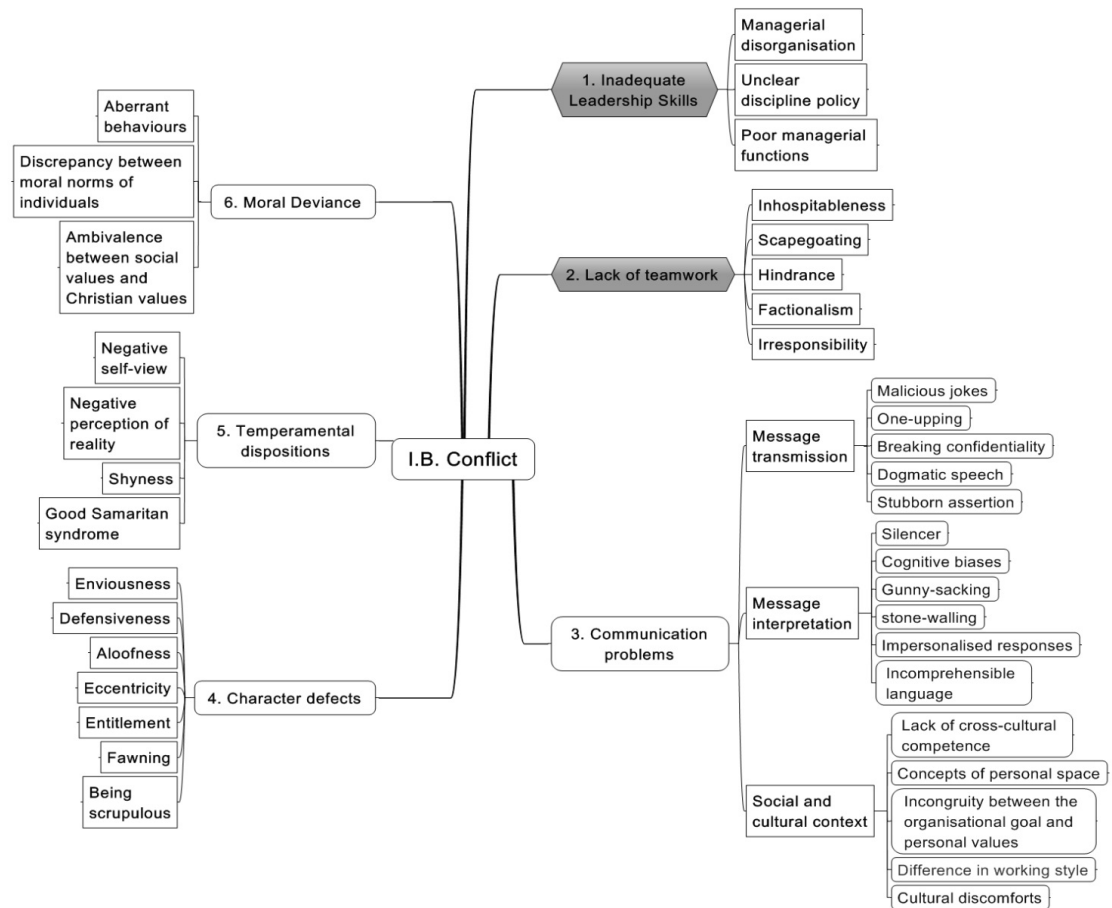 I.B. Conflict
1. Inadequate
Leadership Skills
Managerial
disorganisation
Unclear
discipline policy
Poor managerial
functions
2. Lack of teamwork
Inhospitableness
Scapegoating
Hindrance
Factionalism
Irresponsibility
3. Communication
problems
Message
transmission
Malicious jokes
One-upping
Breaking confidentiality
Dogmatic speech
Stubborn assertion
Message
interpretation
Silencer
Cognitive biases
Gunny-sacking
stone-walling
Impersonalised responses
Incomprehensible
language
Social and
cultural context
Lack of cross-cultural
competence
Concepts of personal space
Incongruity between the
organisational goal and
personal values
Difference in working style
Cultural discomforts
4. Character defects
Enviousness
Defensiveness
Aloofness
Eccentricity
Entitlement
Fawning
Being
scrupulous
5. Temperamental
dispositions
Negative
self-view
Negative
perception of
reality
Shyness
Good Samaritan
syndrome
6. Moral Deviance
Aberrant
behaviours
Discrepancy between
moral norms of
individuals
Ambivalence
between social
values and
Christian values